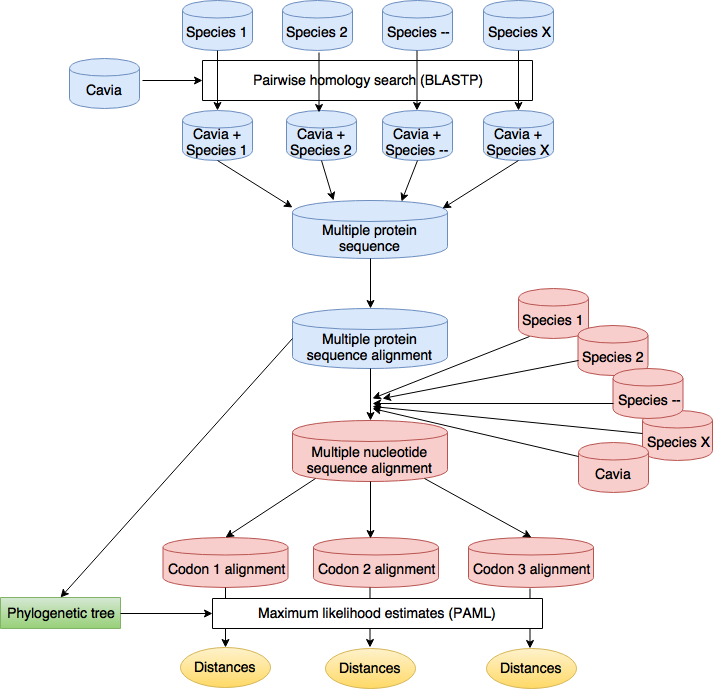 Species 1
Species 2
Species --
Species X
Cavia
Pairwise homology search (BLASTP)
Cavia +
Species 1
Cavia +
Species 2
Cavia +
Species --
Cavia +
Species X
Multiple protein
sequence
Multiple protein
sequence alignment
Species 1
Species 2
Species --
Species X
Cavia
Multiple nucleotide
sequence alignment
Codon 1 alignment
Codon 2 alignment
Codon 3 alignment
Phylogenetic tree
Maximum likelihood estimates (PAML)
Distances
Distances
Distances